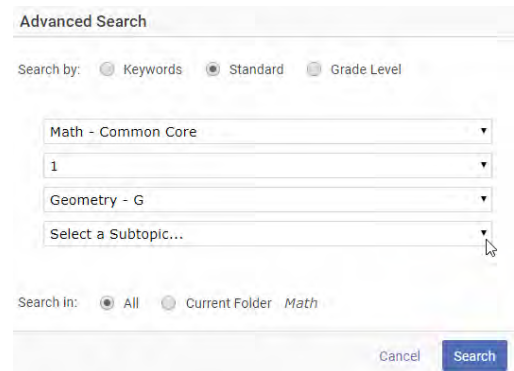 Advanced Search
Search by: Keywords Standard Grade Level
Math - Common Core
1
Geometry - G
Select a Subtopic...
Search in: All Current Folder Math
Cancel Search